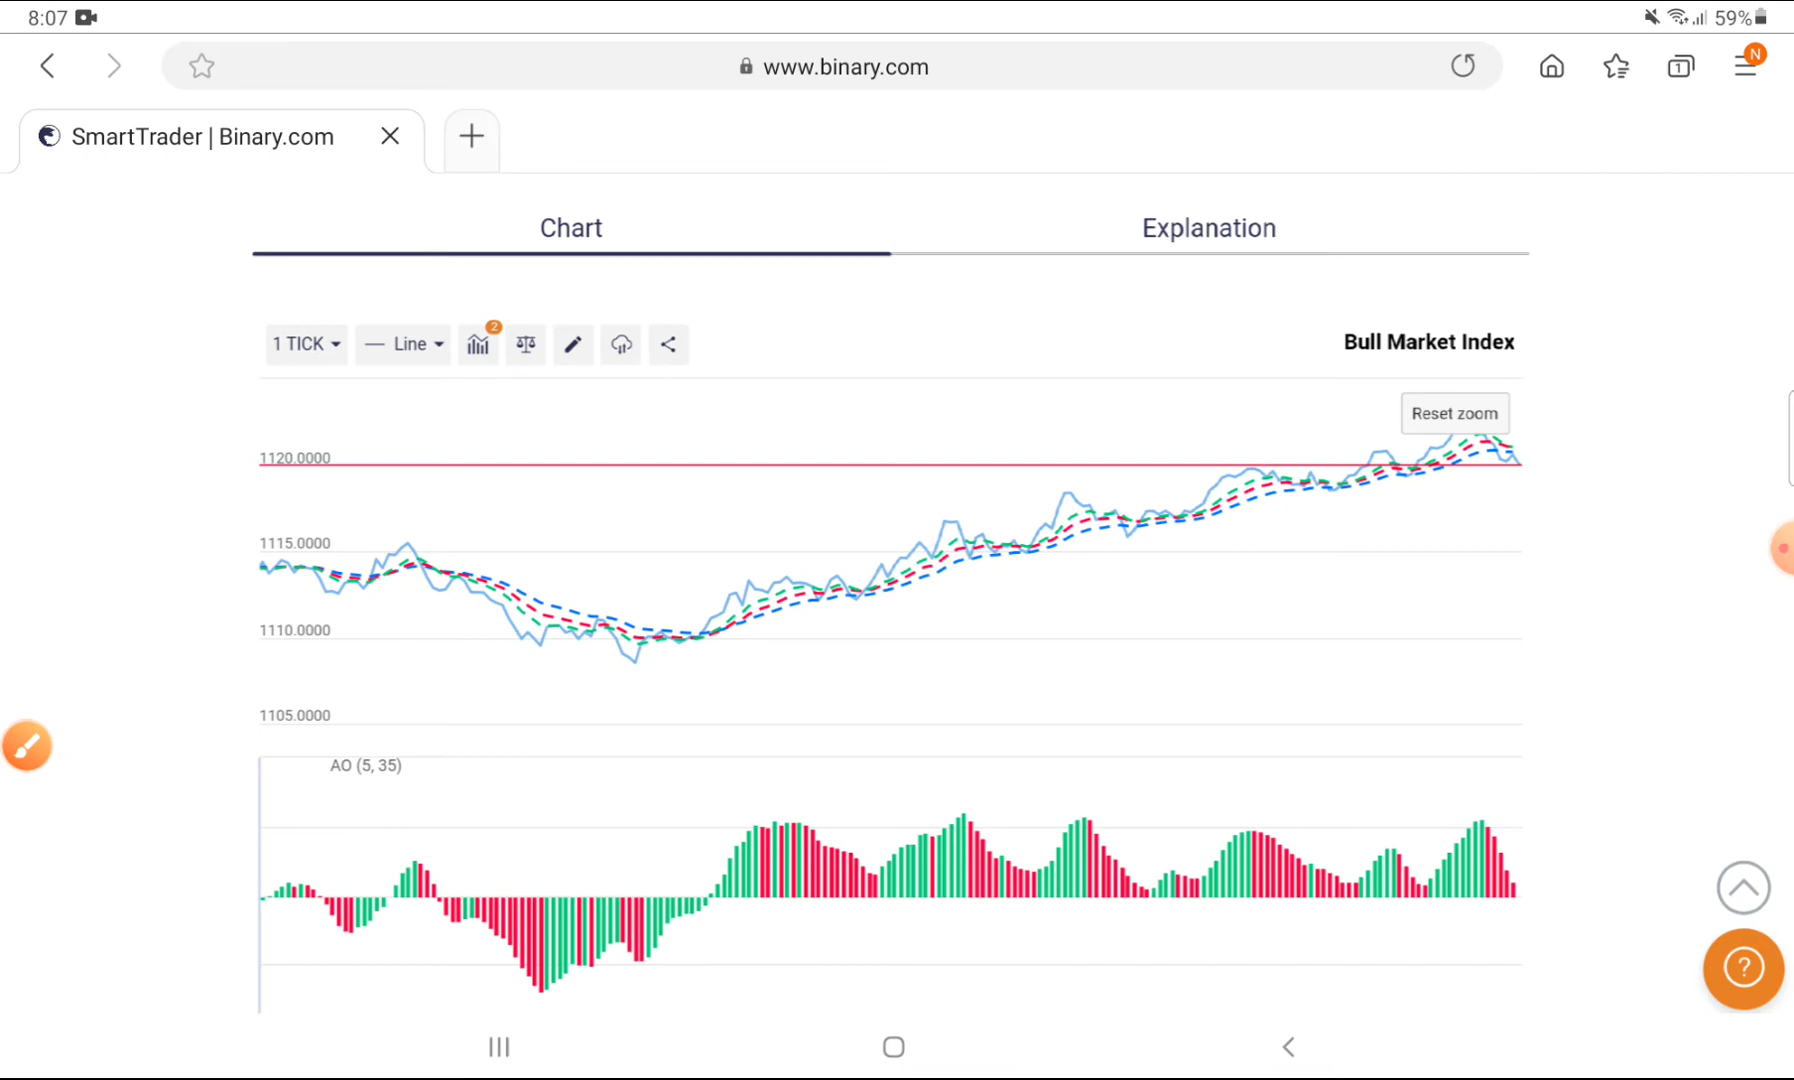 8:07
59%
www.binary.com
1
N
SmartTrader | Binary.com
Chart
Explanation
1 TICK
Line
2
Bull Market Index
Reset zoom
1120.0000
1115.0000
1110.0000
1105.0000
AO (5, 35)
?